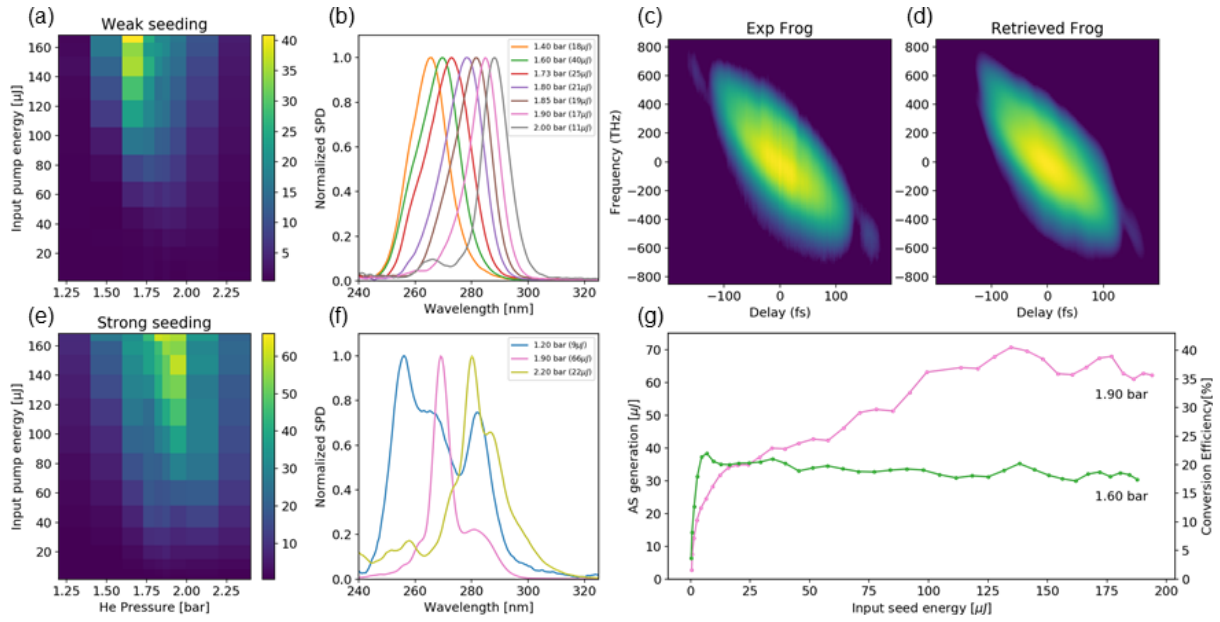 (a)
Weak seeding
Input pump energy [μJ]
160
140
120
100
80
60
40
20
1.25 1.50 1.75 2.00 2.25
40
35
30
25
20
15
10
5
(b)
Normalized SPD
1.0
0.8
0.6
0.4
0.2
0.0
1.40 bar (18μJ)
1.60 bar (40μJ)
1.73 bar (25μJ)
1.80 bar (21μJ)
1.85 bar (19μJ)
1.90 bar (17μJ)
2.00 bar (11μJ)
240 260 280 300 320
Wavelength [nm]
(c)
Exp Frog
Frequency (THz)
800
600
400
200
0
−200
−400
−600
−800
−100 0 100
Delay (fs)
(d)
Retrieved Frog
800
600
400
200
0
−200
−400
−600
−800
−100 0 100
Delay (fs)
(e)
Strong seeding
Input pump energy [μJ]
160
140
120
100
80
60
40
20
1.25 1.50 1.75 2.00 2.25
He Pressure [bar]
60
50
40
30
20
10
(f)
Normalized SPD
1.0
0.8
0.6
0.4
0.2
0.0
1.20 bar (9μJ)
1.90 bar (66μJ)
2.20 bar (22μJ)
240 260 280 300 320
Wavelength [nm]
(g)
AS generation [μJ]
70
60
50
40
30
20
10
0
1.90 bar
1.60 bar
0 25 50 75 100 125 150 175 200
Input seed energy [μJ]
40
35
30
25
20
15
10
5
0
Conversion Efficiency[%]